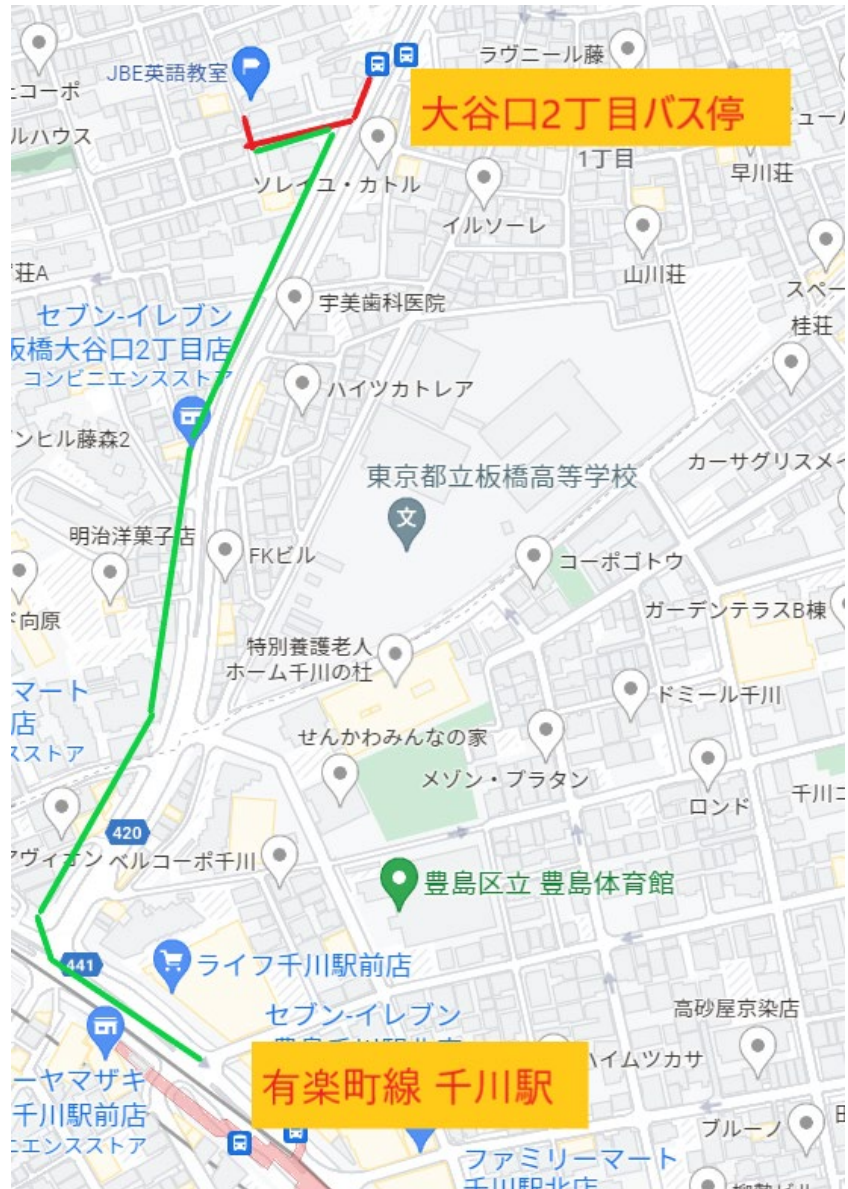 ラヴニール藤
JBE英語教室
コーポ
大谷口2丁目バス停
ルハウス
1丁目
早川荘
ソレイユ・カトル
イルソーレ
荘A
山川荘
スペー
宇美歯科医院
桂荘
セブン-イレブン
板橋大谷口2丁目店
コンビニエンスストア
ハイツカトレア
ンヒル藤森2
カーサグリスメイ
東京都立板橋高等学校
文
明治洋菓子店
FKビル
コーポゴトウ
向原
ガーデンテラスB棟
特別養護老人
ホーム千川の杜
マート
店
スストア
ドミール千川
せんかわみんなの家
メゾン・プラタン
ロンド
千川コ
420
アヴィオン
ベルコーポ千川
豊島区立 豊島体育館
441
ライフ千川駅前店
セブン-イレブン
高砂屋京染店
ハイムツカサ
有楽町線 千川駅
ーヤマザキ
千川駅前店
ニエンスストア
ブルーノ
ファミリーマート
千川駅北店